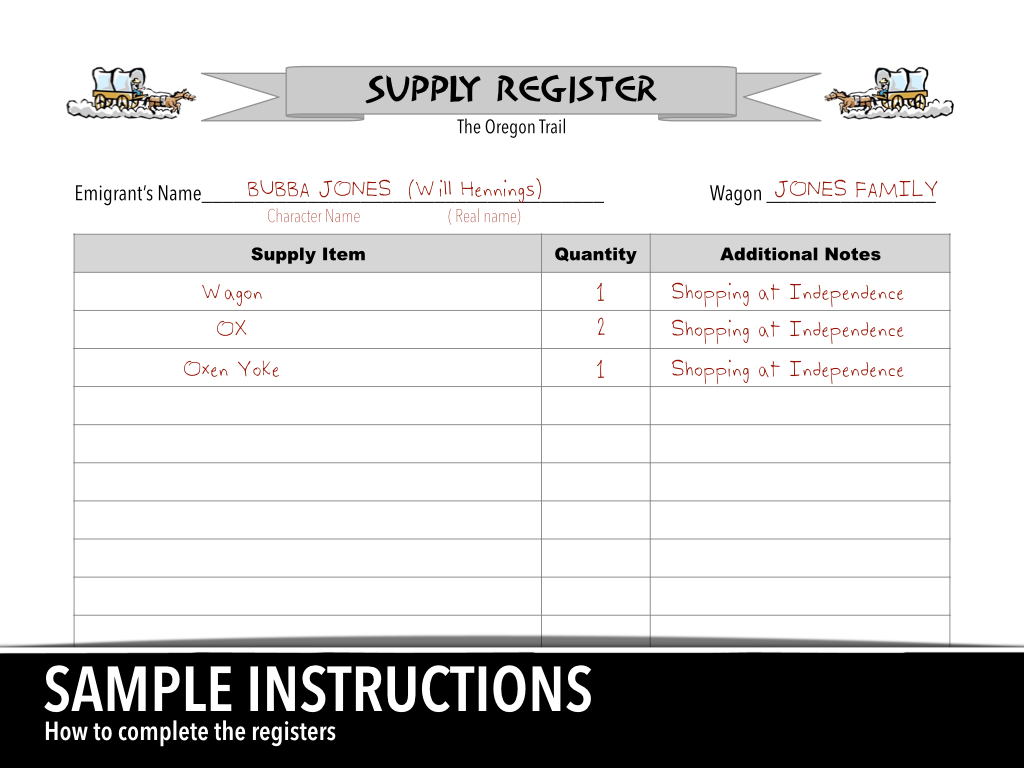 SUPPLY REGISTER
The Oregon Trail
Emigrant's Name BUBBA JONES (Will Hennings) Wagon JONES FAMILY
Character Name ( Real name)
Supply Item Quantity Additional Notes
Wagon 1 Shopping at Independence
OX 2 Shopping at Independence
Oxen Yoke 1 Shopping at Independence
SAMPLE INSTRUCTIONS
How to complete the registers